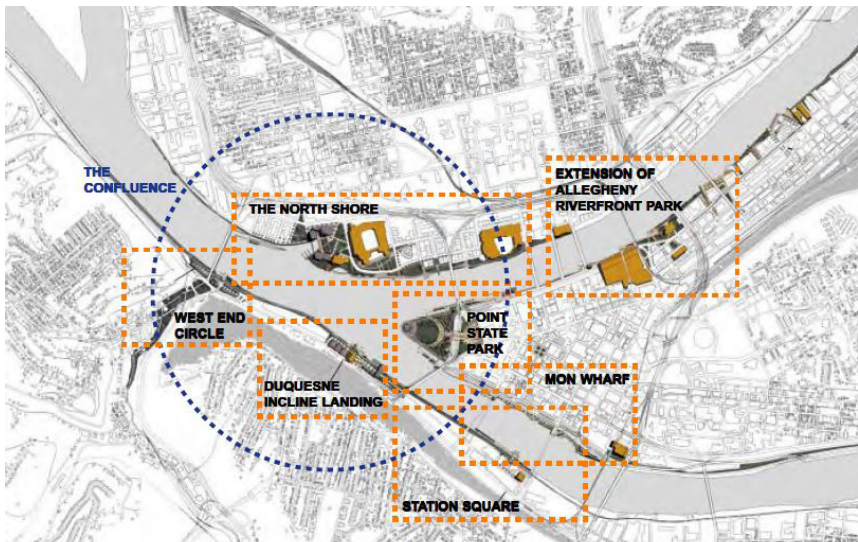 THE
CONFLUENCE
THE NORTH SHORE
EXTENSION OF
ALLEGHENY
RIVERFRONT PARK
WEST END
CIRCLE
POINT
STATE
PARK
DUQUESNE
INCLINE LANDING
MON WHARF
STATION SQUARE